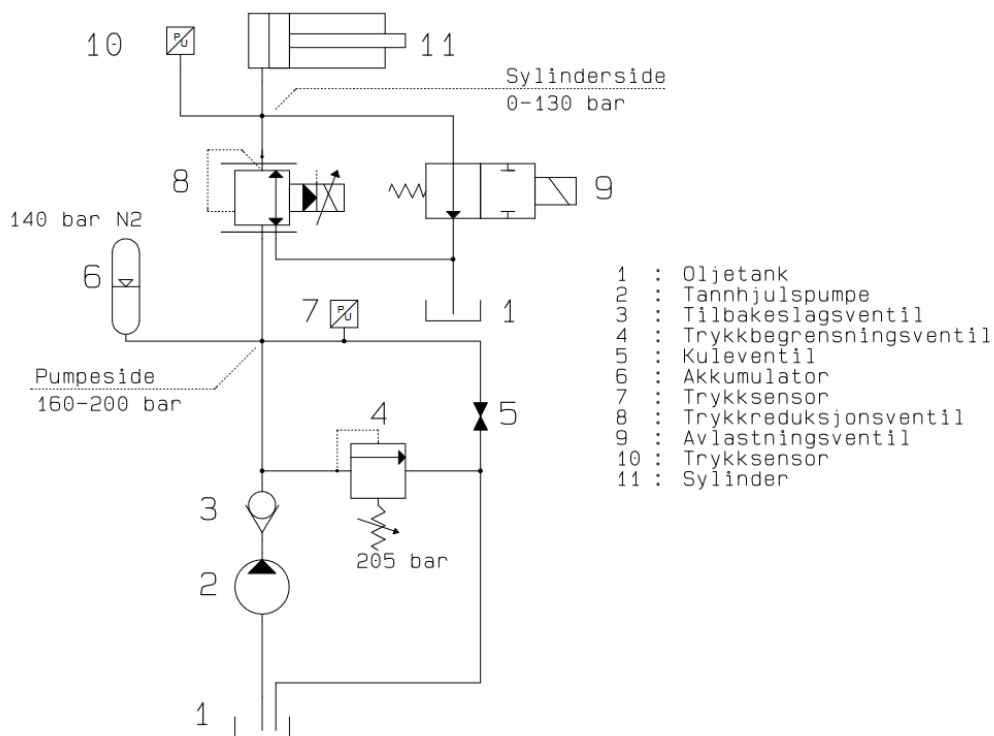 10
P
U
11
Sylinderside
0-130 bar
8
9
140 bar N2
6
7
P
U
1
Pumpeside
160-200 bar
4
5
3
205 bar
2
1
1 : Oljetank
2 : Tannhjulspumpe
3 : Tilbakeslagsventil
4 : Trykkbegrensningsventil
5 : Kuleventil
6 : Akkumulator
7 : Trykksensor
8 : Trykkreduksjonsventil
9 : Avlastningsventil
10 : Trykksensor
11 : Sylinder